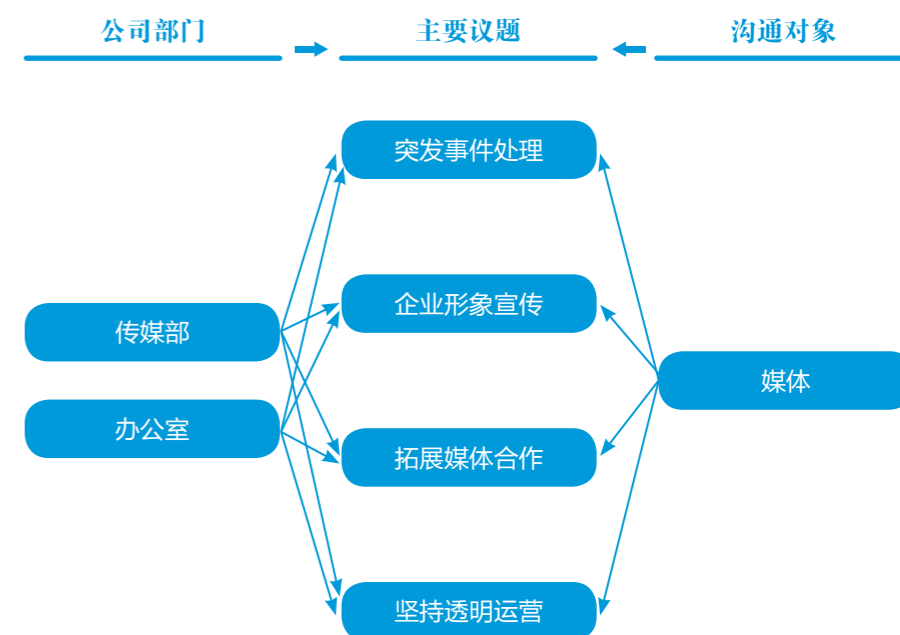 公司部门
主要议题
沟通对象
突发事件处理
企业形象宣传
传媒部
媒体
办公室
拓展媒体合作
坚持透明运营